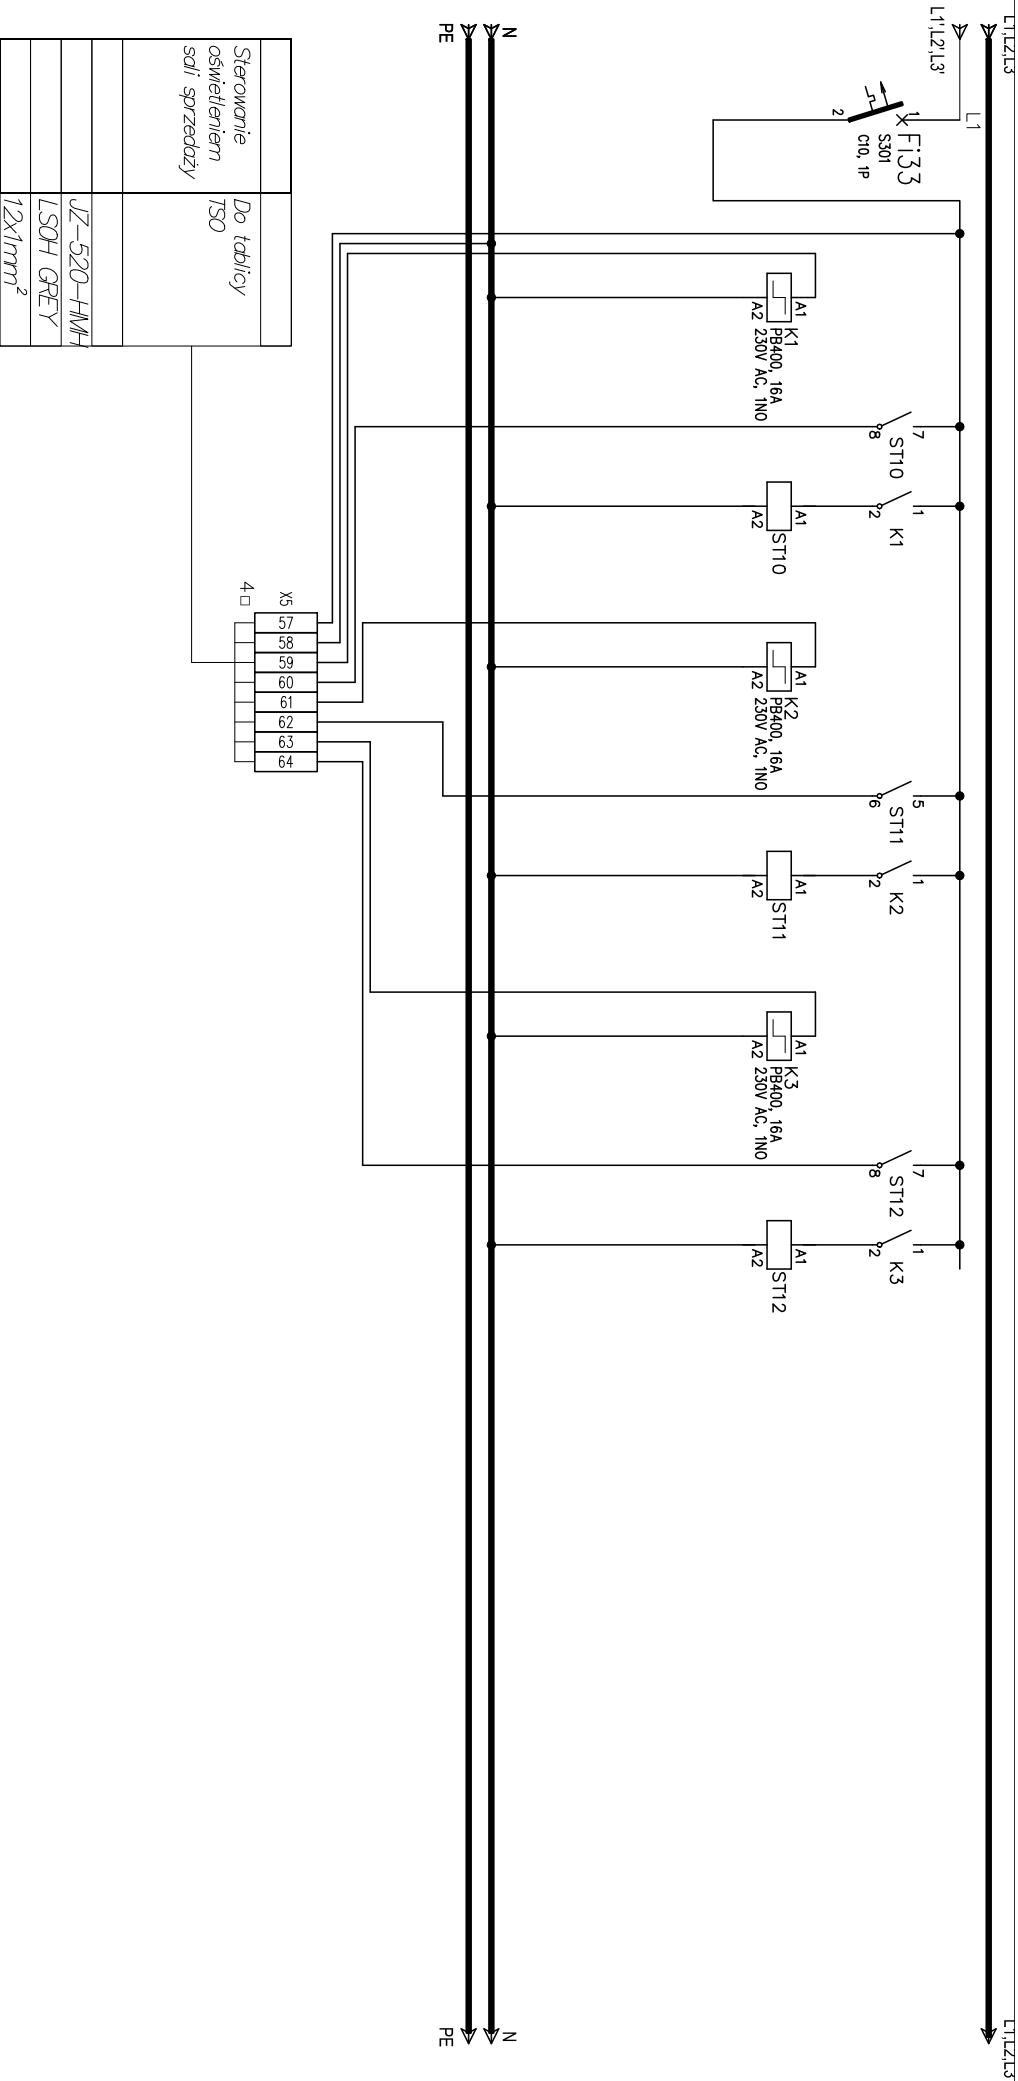 L1,L2,L3
L1,L2,L3
L1',L2',L3'
L1
1
2
Fi33
S301
C10, 1P
A1
A2
K1
PB400, 16A
230V AC, 1NO
7
8
ST10
1
2
K1
A1
A2
ST10
A1
A2
K2
PB400, 16A
230V AC, 1NO
5
6
ST11
1
2
K2
A1
A2
ST11
A1
A2
K3
PB400, 16A
230V AC, 1NO
7
8
ST12
1
2
K3
A1
A2
ST12
N
N
PE
PE
X5
4□
57
58
59
60
61
62
63
64
Sterowanie
oświetleniem
sali sprzedaży
Do tablicy
TSO
JZ-520-HMH
LSOH GREY
12x1mm²